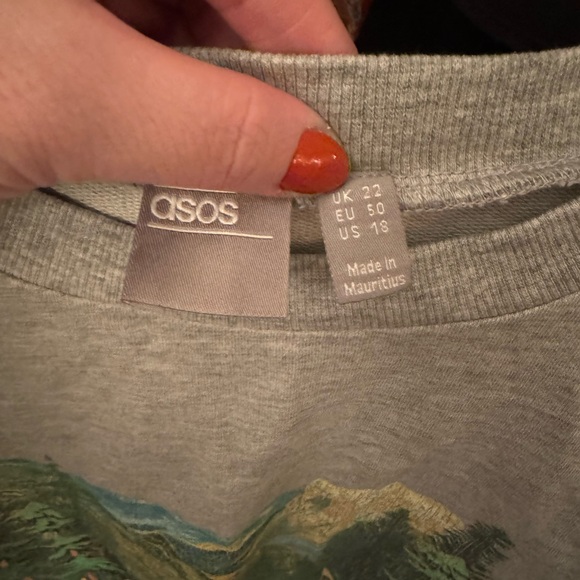 asos
UK 22
EU 50
US 18
Made in
Mauritius